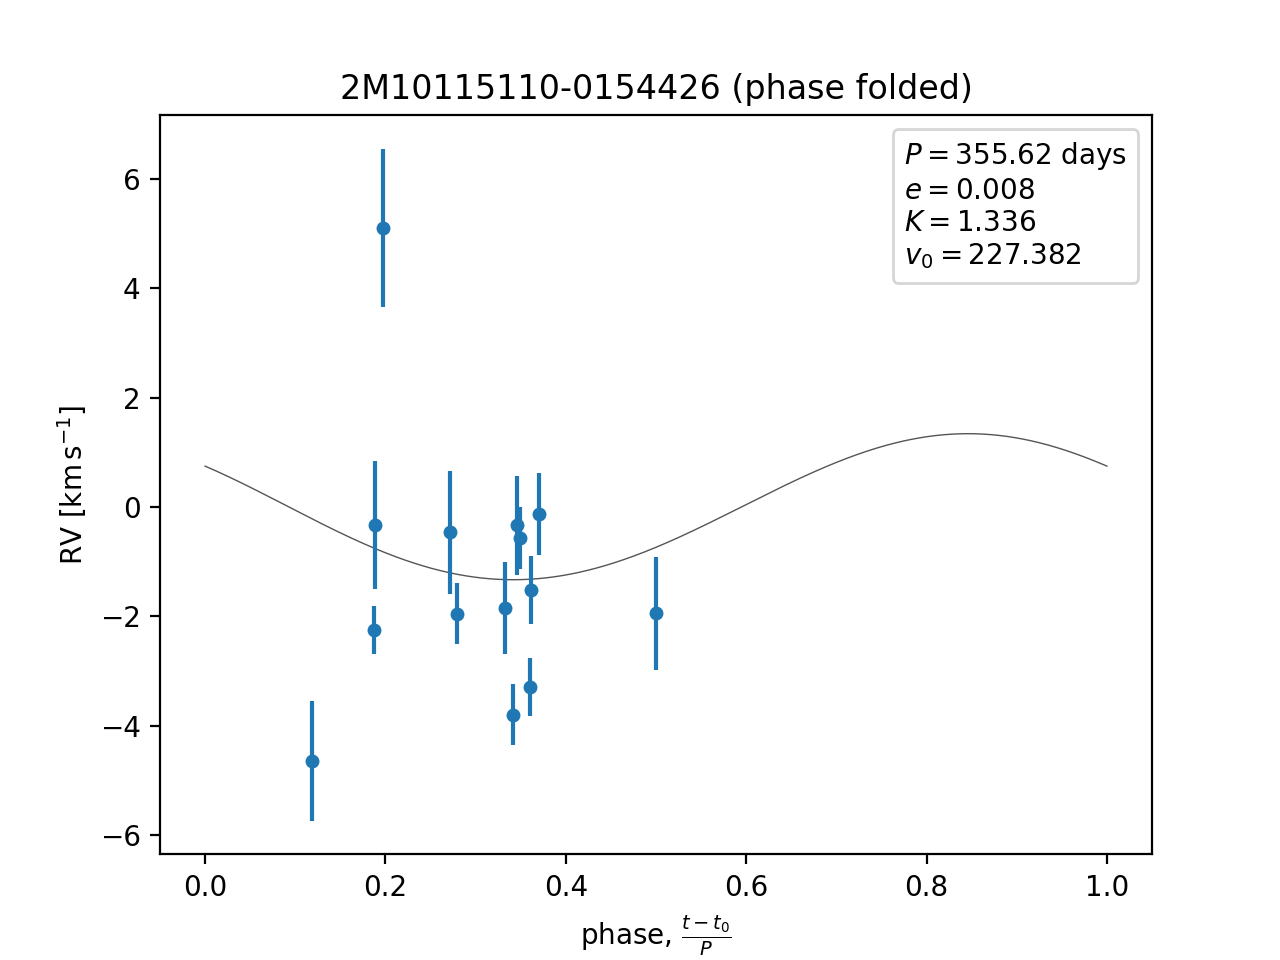 2M10115110-0154426 (phase folded)
P = 355.62 days
e = 0.008
K = 1.336
v₀ = 227.382
6
4
2
0
−2
−4
−6
RV [km s⁻¹]
0.0 0.2 0.4 0.6 0.8 1.0
phase, (t − t₀)/P